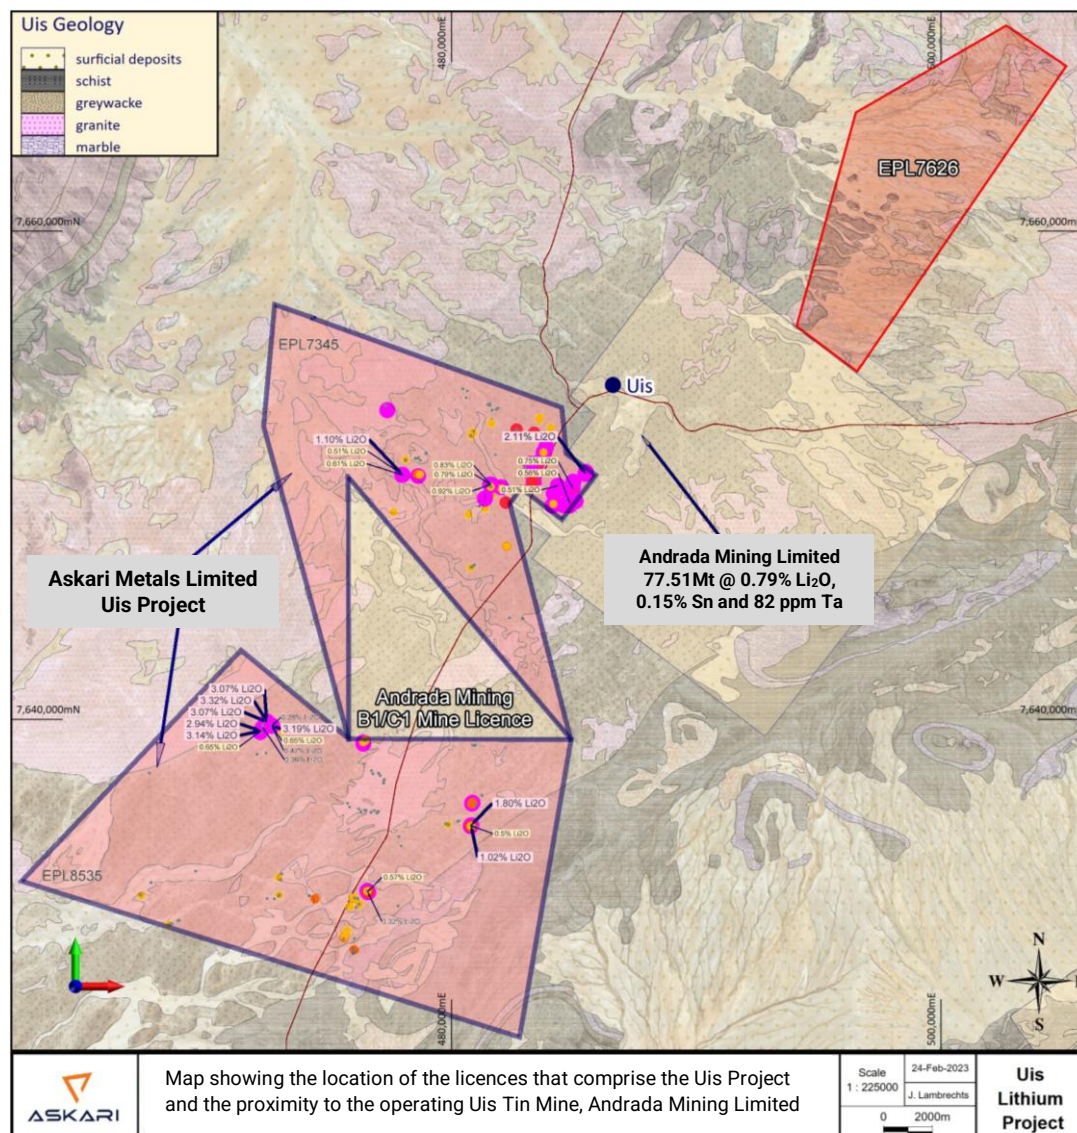 Uis Geology
surficial deposits
schist
greywacke
granite
marble
480,000mE
500,000mE
EPL7626
7,660,000mN
7,660,000mN
EPL7345
Uis
1.10% Li2O
0.51% Li2O
0.61% Li2O
0.83% Li2O
0.79% Li2O
0.92% Li2O
2.11% Li2O
0.75% Li2O
0.56% Li2O
0.51% Li2O
Askari Metals Limited
Uis Project
Andrada Mining Limited
77.51Mt @ 0.79% Li₂O,
0.15% Sn and 82 ppm Ta
Andrada Mining
B1/C1 Mine Licence
7,640,000mN
7,640,000mN
3.07% Li2O
3.32% Li2O
3.07% Li2O
2.94% Li2O
3.14% Li2O
0.65% Li2O
3.19% Li2O
0.66% Li2O
1.80% Li2O
0.5% Li2O
1.02% Li2O
0.57% Li2O
0.32% Li2O
EPL8535
480,000mE
500,000mE
N
W
S
ASKARI
Map showing the location of the licences that comprise the Uis Project
and the proximity to the operating Uis Tin Mine, Andrada Mining Limited
Scale
1 : 225000
24-Feb-2023
J. Lambrechts
0 2000m
Uis
Lithium
Project